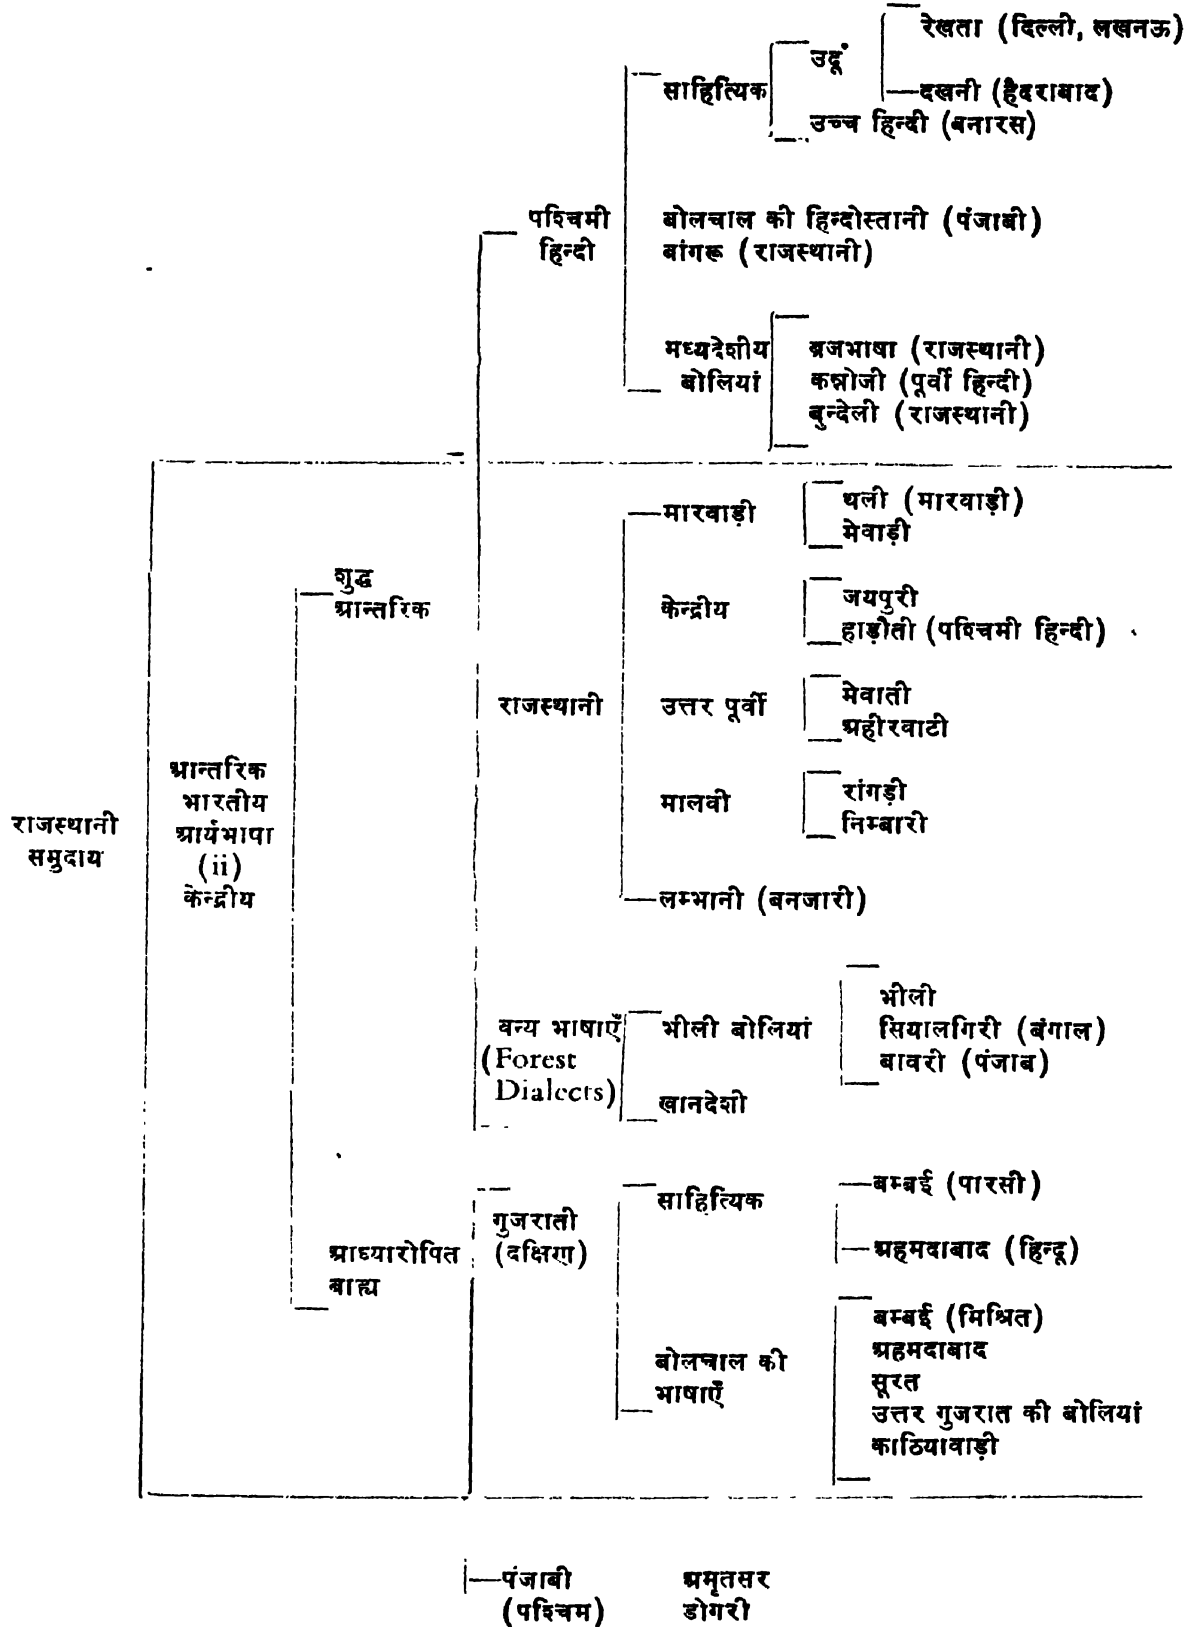 रेखता (दिल्ली, लखनऊ)
उर्दू
साहित्यिक
दखनी (हैदराबाद)
उच्च हिन्दी (बनारस)
पश्चिमी
हिन्दी
बोलचाल की हिन्दोस्तानी (पंजाबी)
बांगरू (राजस्थानी)
मध्यदेशीय
बोलियां
ब्रजभाषा (राजस्थानी)
कन्नोजी (पूर्वी हिन्दी)
बुन्देली (राजस्थानी)
मारवाड़ी
थली (मारवाड़ी)
मेवाड़ी
शुद्ध
आन्तरिक
केन्द्रीय
जयपुरी
हाड़ौती (पश्चिमी हिन्दी)
राजस्थानी
उत्तर पूर्वी
मेवाती
अहीरवाटी
आन्तरिक
भारतीय
आर्यभाषा
(ii)
केन्द्रीय
राजस्थानी
समुदाय
मालवी
रांगड़ी
निम्बारी
लम्भानी (बनजारी)
वन्य भाषाएँ
(Forest
Dialects)
भीली बोलियां
भीली
सियालगिरी (बंगाल)
बावरी (पंजाब)
खानदेशी
आध्यारोपित
बाह्य
गुजराती
(दक्षिण)
साहित्यिक
बम्बई (पारसी)
अहमदाबाद (हिन्दू)
बोलचाल की
भाषाएँ
बम्बई (मिश्रित)
अहमदाबाद
सूरत
उत्तर गुजरात की बोलियां
काठियावाड़ी
पंजाबी
(पश्चिम)
अमृतसर
डोगरी